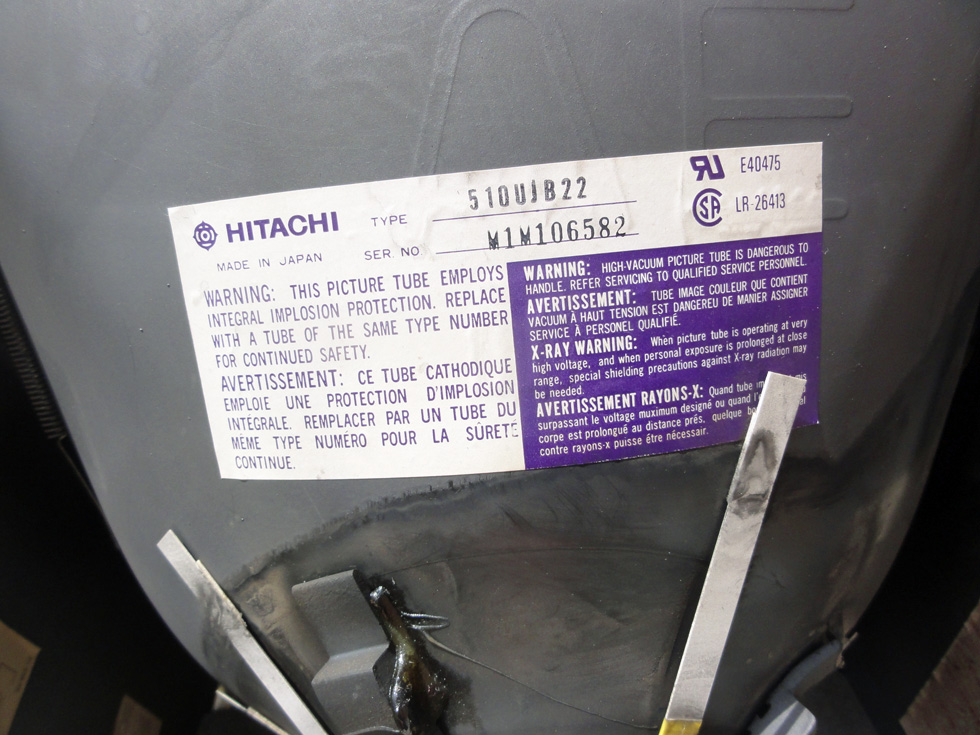 HITACHI
MADE IN JAPAN
TYPE 510UJB22
SER. NO. M1M106582
E40475
LR-26413
WARNING: THIS PICTURE TUBE EMPLOYS
INTEGRAL IMPLOSION PROTECTION. REPLACE
WITH A TUBE OF THE SAME TYPE NUMBER
FOR CONTINUED SAFETY.
AVERTISSEMENT: CE TUBE CATHODIQUE
EMPLOIE UNE PROTECTION D'IMPLOSION
INTÉGRALE. REMPLACER PAR UN TUBE DU
MÊME TYPE NUMÉRO POUR LA SÛRETÉ
CONTINUE.
WARNING: HIGH-VACUUM PICTURE TUBE IS DANGEROUS TO
HANDLE. REFER SERVICING TO QUALIFIED SERVICE PERSONNEL.
AVERTISSEMENT: TUBE IMAGE COULEUR QUE CONTIENT
VACUUM À HAUT TENSION EST DANGEREU DE MANIER ASSIGNER
SERVICE À PERSONEL QUALIFIÉ.
X-RAY WARNING: When picture tube is operating at very
high voltage, and when personal exposure is prolonged at close
range, special shielding precautions against X-ray radiation may
be needed.
AVERTISSEMENT RAYONS-X: Quand tube
surpassant le voltage muximum designé ou quand l'
corpe est prolongué au distance prés, quelque
contre rayons-x puisse étre nécessair.